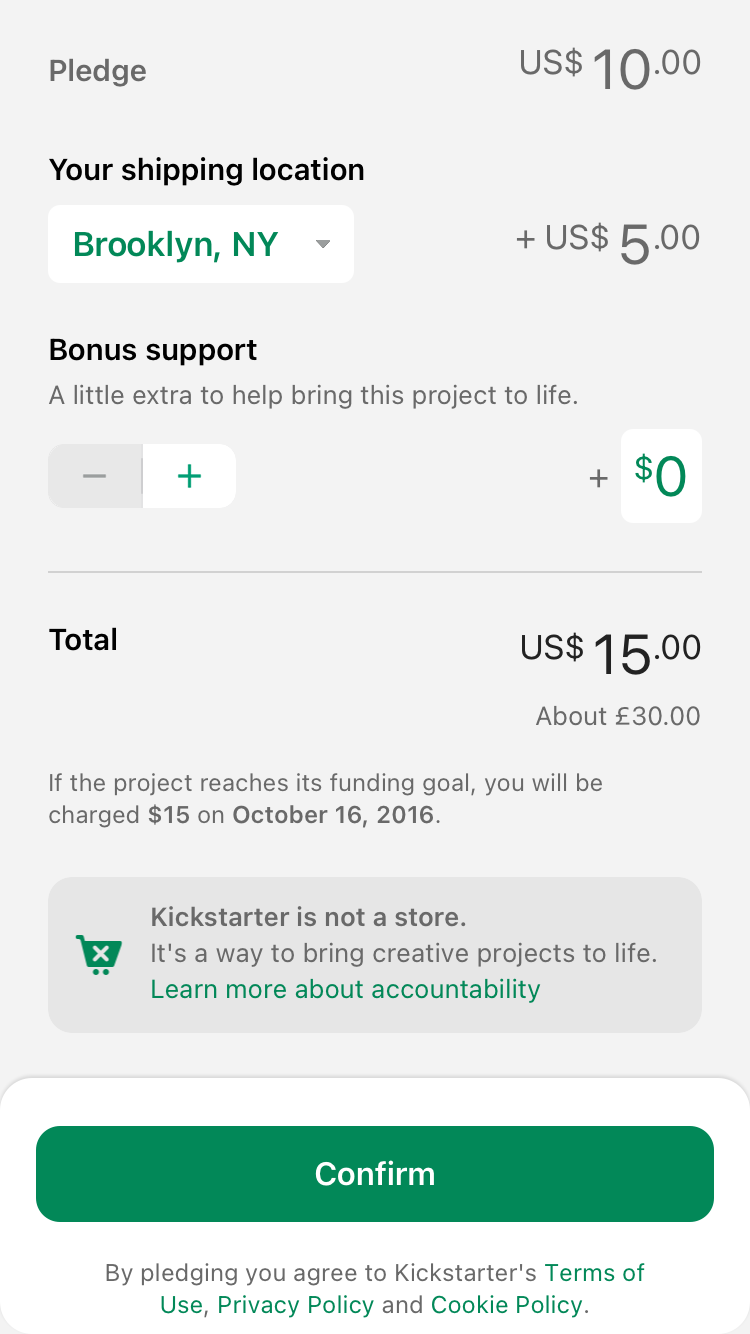 Pledge US$ 10.00
Your shipping location
Brooklyn, NY + US$ 5.00
Bonus support
A little extra to help bring this project to life.
− + + $0
Total US$ 15.00
About £30.00
If the project reaches its funding goal, you will be
charged $15 on October 16, 2016.
Kickstarter is not a store.
It's a way to bring creative projects to life.
Learn more about accountability
Confirm
By pledging you agree to Kickstarter's Terms of
Use, Privacy Policy and Cookie Policy.